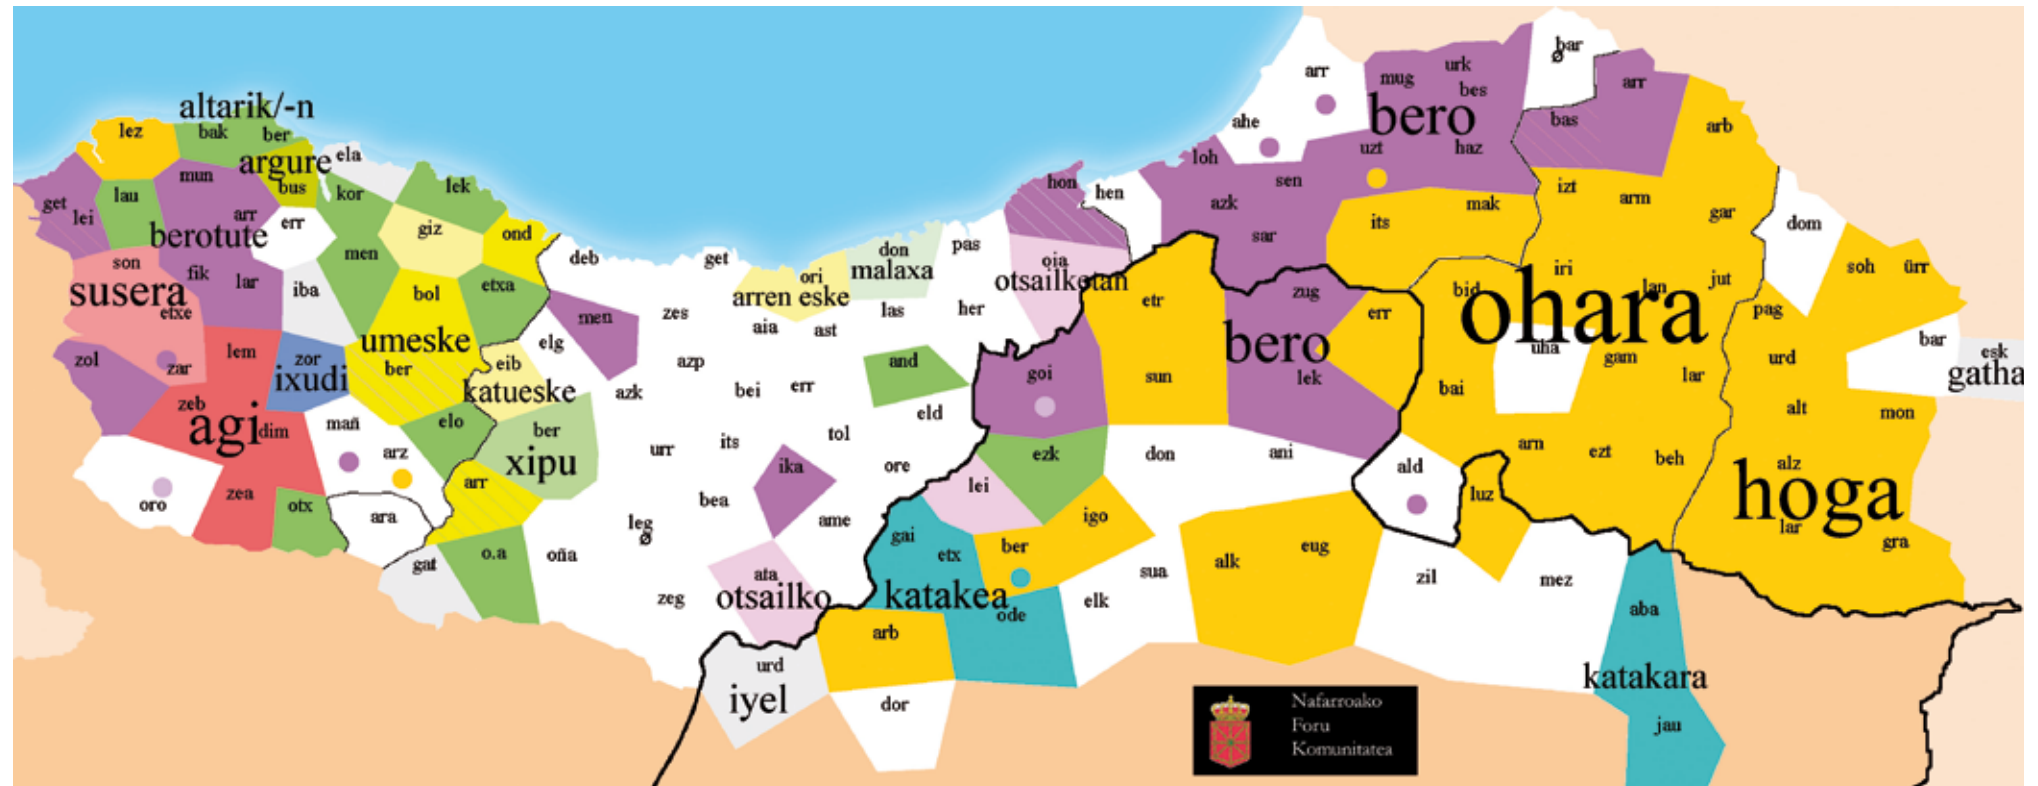 altarik/-n
lez
bak
ber
argure
ela
mun
bus
lek
lau
kor
get
lei
arr
err
giz
ond
berotute
men
deb
get
son
fik
lar
iba
bol
etxa
susera
etxe
men
umeske
elg
zol
zar
lem
zor
ixudi
ber
eib
katueske
azk
zeb
agi
dim
mañ
elo
ber
xipu
arz
oro
zea
otx
ara
arr
gat
o.a
oña
zes
azp
ori
arren eske
aia
ast
don
malaxa
pas
las
her
bei
err
and
eld
urr
its
tol
ika
ore
bea
leg
ø
ame
zeg
ata
otsailko
urd
iyel
hon
hen
oia
otsailketan
goi
ezk
lei
gai
etx
ber
igo
katakea
ode
arb
dor
elk
sua
etr
sun
don
ani
alk
eug
zug
bero
lek
err
ald
luz
zil
mez
aba
katakara
jau
arr
ahe
loh
azk
sen
sar
mug
urk
bes
bero
uzt
haz
its
mak
bar
ø
arr
bas
arb
izt
arm
gar
iri
bid
ohara
lan
jut
uha
gam
lar
bai
arn
ezt
beh
dom
soh
ürr
pag
urd
bar
esk
gatha
alt
mon
alz
hoga
lar
gra
Nafarroako
Foru
Komunitatea